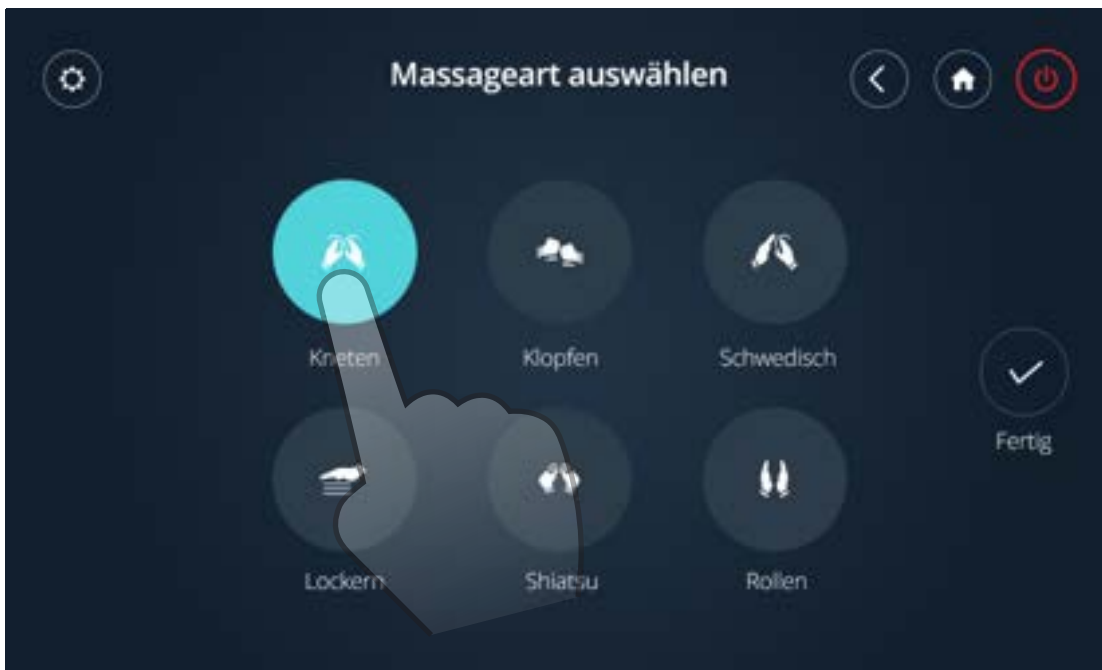 Massageart auswählen
Kneten
Klopfen
Schwedisch
Fertig
Lockern
Shiatsu
Rollen